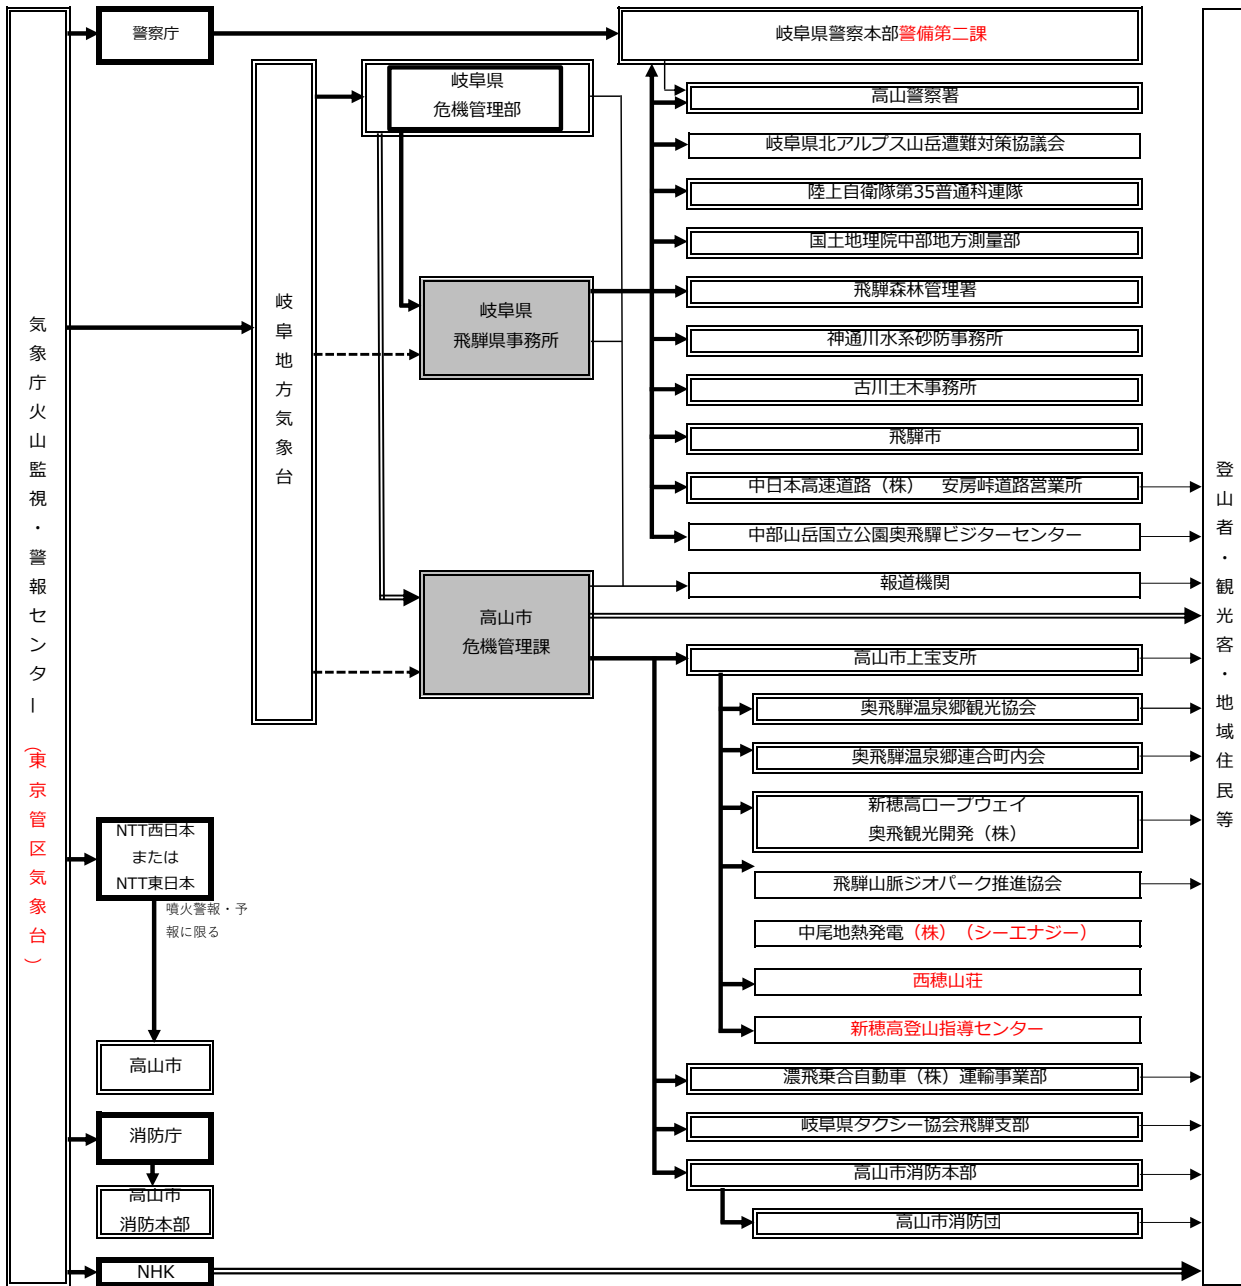 気象庁火山監視・警報センター（東京管区気象台）
警察庁
岐阜県警察本部警備第二課
岐阜地方気象台
岐阜県
危機管理部
高山警察署
岐阜県北アルプス山岳遭難対策協議会
陸上自衛隊第35普通科連隊
国土地理院中部地方測量部
岐阜県
飛騨県事務所
飛騨森林管理署
神通川水系砂防事務所
古川土木事務所
飛騨市
中日本高速道路（株）　安房峠道路営業所
中部山岳国立公園奥飛騨ビジターセンター
報道機関
高山市
危機管理課
高山市上宝支所
奥飛騨温泉郷観光協会
奥飛騨温泉郷連合町内会
新穂高ロープウェイ
奥飛観光開発（株）
飛騨山脈ジオパーク推進協会
中尾地熱発電（株）（シーエナジー）
西穂山荘
新穂高登山指導センター
濃飛乗合自動車（株）運輸事業部
岐阜県タクシー協会飛騨支部
高山市消防本部
高山市消防団
NTT西日本
または
NTT東日本
噴火警報・予
報に限る
高山市
消防庁
高山市
消防本部
NHK
登山者・観光客・地域住民等